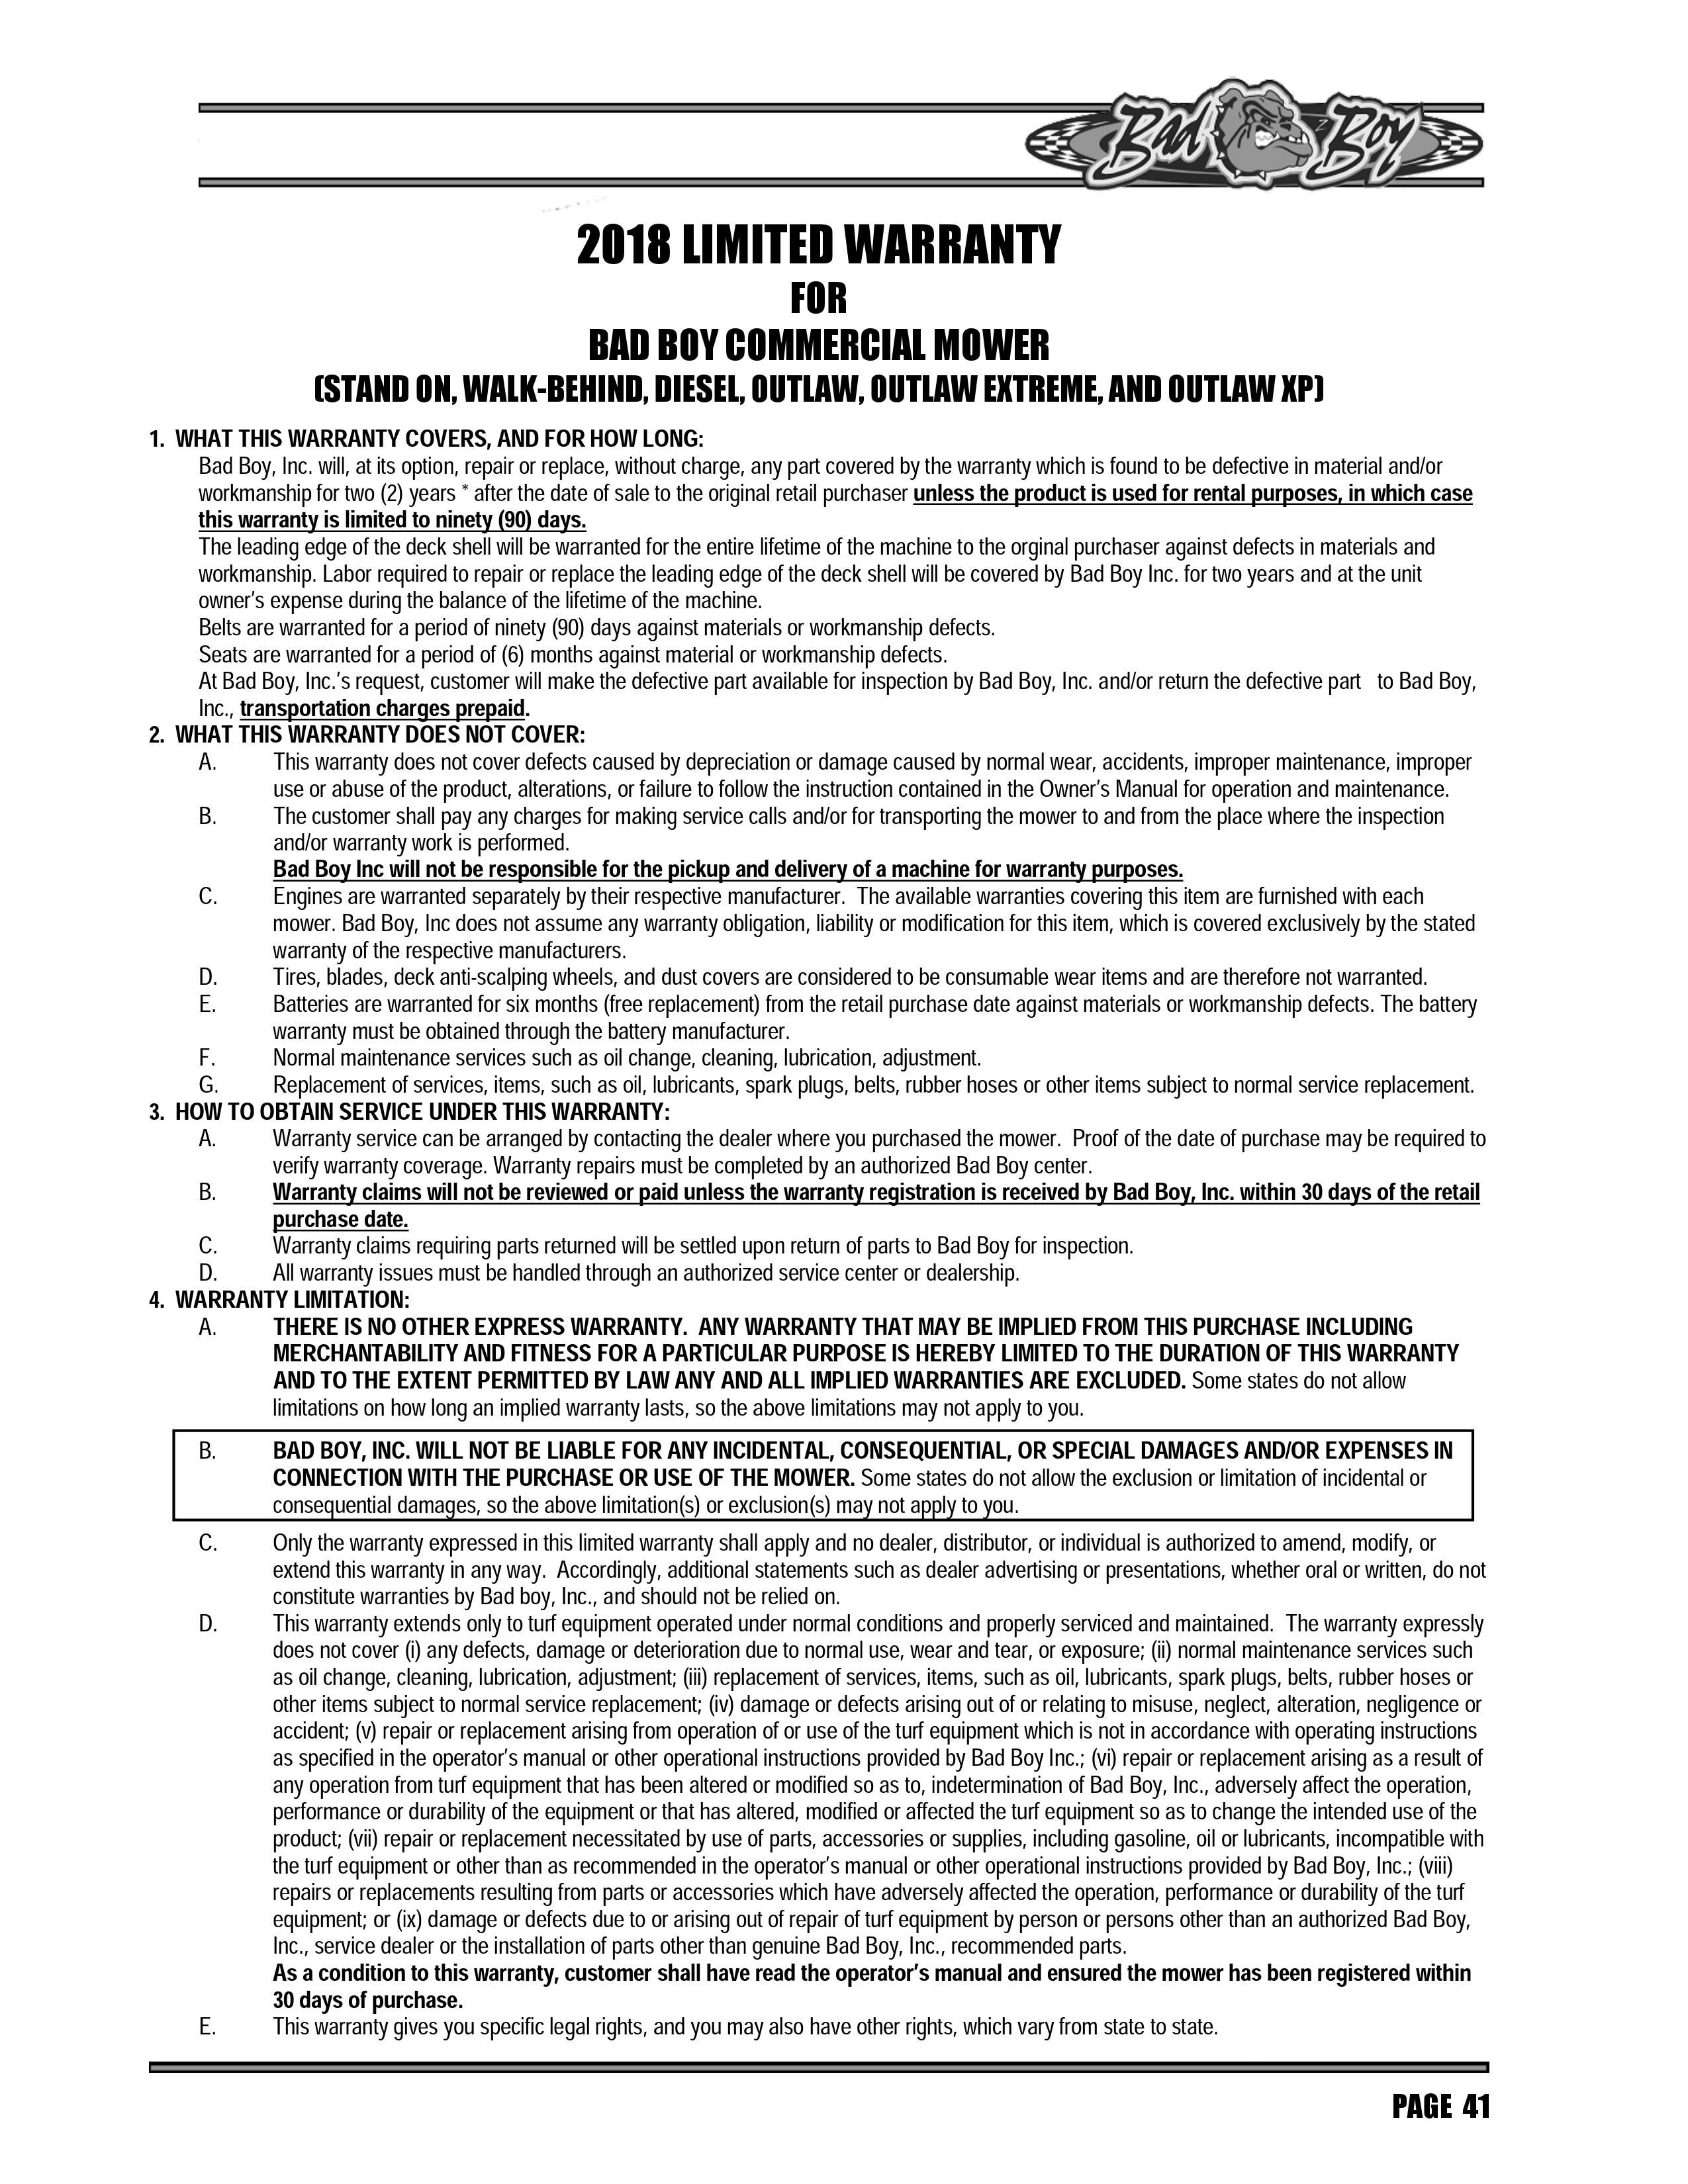 Bad Boy
2018 LIMITED WARRANTY
FOR
BAD BOY COMMERCIAL MOWER
(STAND ON, WALK-BEHIND, DIESEL, OUTLAW, OUTLAW EXTREME, AND OUTLAW XP)
1. WHAT THIS WARRANTY COVERS, AND FOR HOW LONG:
Bad Boy, Inc. will, at its option, repair or replace, without charge, any part covered by the warranty which is found to be defective in material and/or
workmanship for two (2) years * after the date of sale to the original retail purchaser unless the product is used for rental purposes, in which case
this warranty is limited to ninety (90) days.
The leading edge of the deck shell will be warranted for the entire lifetime of the machine to the orginal purchaser against defects in materials and
workmanship. Labor required to repair or replace the leading edge of the deck shell will be covered by Bad Boy Inc. for two years and at the unit
owner's expense during the balance of the lifetime of the machine.
Belts are warranted for a period of ninety (90) days against materials or workmanship defects.
Seats are warranted for a period of (6) months against material or workmanship defects.
At Bad Boy, Inc.'s request, customer will make the defective part available for inspection by Bad Boy, Inc. and/or return the defective part to Bad Boy,
Inc., transportation charges prepaid.
2. WHAT THIS WARRANTY DOES NOT COVER:
A. This warranty does not cover defects caused by depreciation or damage caused by normal wear, accidents, improper maintenance, improper
use or abuse of the product, alterations, or failure to follow the instruction contained in the Owner's Manual for operation and maintenance.
B. The customer shall pay any charges for making service calls and/or for transporting the mower to and from the place where the inspection
and/or warranty work is performed.
Bad Boy Inc will not be responsible for the pickup and delivery of a machine for warranty purposes.
C. Engines are warranted separately by their respective manufacturer. The available warranties covering this item are furnished with each
mower. Bad Boy, Inc does not assume any warranty obligation, liability or modification for this item, which is covered exclusively by the stated
warranty of the respective manufacturers.
D. Tires, blades, deck anti-scalping wheels, and dust covers are considered to be consumable wear items and are therefore not warranted.
E. Batteries are warranted for six months (free replacement) from the retail purchase date against materials or workmanship defects. The battery
warranty must be obtained through the battery manufacturer.
F. Normal maintenance services such as oil change, cleaning, lubrication, adjustment.
G. Replacement of services, items, such as oil, lubricants, spark plugs, belts, rubber hoses or other items subject to normal service replacement.
3. HOW TO OBTAIN SERVICE UNDER THIS WARRANTY:
A. Warranty service can be arranged by contacting the dealer where you purchased the mower. Proof of the date of purchase may be required to
verify warranty coverage. Warranty repairs must be completed by an authorized Bad Boy center.
B. Warranty claims will not be reviewed or paid unless the warranty registration is received by Bad Boy, Inc. within 30 days of the retail
purchase date.
C. Warranty claims requiring parts returned will be settled upon return of parts to Bad Boy for inspection.
D. All warranty issues must be handled through an authorized service center or dealership.
4. WARRANTY LIMITATION:
A. THERE IS NO OTHER EXPRESS WARRANTY. ANY WARRANTY THAT MAY BE IMPLIED FROM THIS PURCHASE INCLUDING
MERCHANTABILITY AND FITNESS FOR A PARTICULAR PURPOSE IS HEREBY LIMITED TO THE DURATION OF THIS WARRANTY
AND TO THE EXTENT PERMITTED BY LAW ANY AND ALL IMPLIED WARRANTIES ARE EXCLUDED. Some states do not allow
limitations on how long an implied warranty lasts, so the above limitations may not apply to you.
B. BAD BOY, INC. WILL NOT BE LIABLE FOR ANY INCIDENTAL, CONSEQUENTIAL, OR SPECIAL DAMAGES AND/OR EXPENSES IN
CONNECTION WITH THE PURCHASE OR USE OF THE MOWER. Some states do not allow the exclusion or limitation of incidental or
consequential damages, so the above limitation(s) or exclusion(s) may not apply to you.
C. Only the warranty expressed in this limited warranty shall apply and no dealer, distributor, or individual is authorized to amend, modify, or
extend this warranty in any way. Accordingly, additional statements such as dealer advertising or presentations, whether oral or written, do not
constitute warranties by Bad boy, Inc., and should not be relied on.
D. This warranty extends only to turf equipment operated under normal conditions and properly serviced and maintained. The warranty expressly
does not cover (i) any defects, damage or deterioration due to normal use, wear and tear, or exposure; (ii) normal maintenance services such
as oil change, cleaning, lubrication, adjustment; (iii) replacement of services, items, such as oil, lubricants, spark plugs, belts, rubber hoses or
other items subject to normal service replacement; (iv) damage or defects arising out of or relating to misuse, neglect, alteration, negligence or
accident; (v) repair or replacement arising from operation of or use of the turf equipment which is not in accordance with operating instructions
as specified in the operator's manual or other operational instructions provided by Bad Boy Inc.; (vi) repair or replacement arising as a result of
any operation from turf equipment that has been altered or modified so as to, indetermination of Bad Boy, Inc., adversely affect the operation,
performance or durability of the equipment or that has altered, modified or affected the turf equipment so as to change the intended use of the
product; (vii) repair or replacement necessitated by use of parts, accessories or supplies, including gasoline, oil or lubricants, incompatible with
the turf equipment or other than as recommended in the operator's manual or other operational instructions provided by Bad Boy, Inc.; (viii)
repairs or replacements resulting from parts or accessories which have adversely affected the operation, performance or durability of the turf
equipment; or (ix) damage or defects due to or arising out of repair of turf equipment by person or persons other than an authorized Bad Boy,
Inc., service dealer or the installation of parts other than genuine Bad Boy, Inc., recommended parts.
As a condition to this warranty, customer shall have read the operator's manual and ensured the mower has been registered within
30 days of purchase.
E. This warranty gives you specific legal rights, and you may also have other rights, which vary from state to state.
PAGE 41